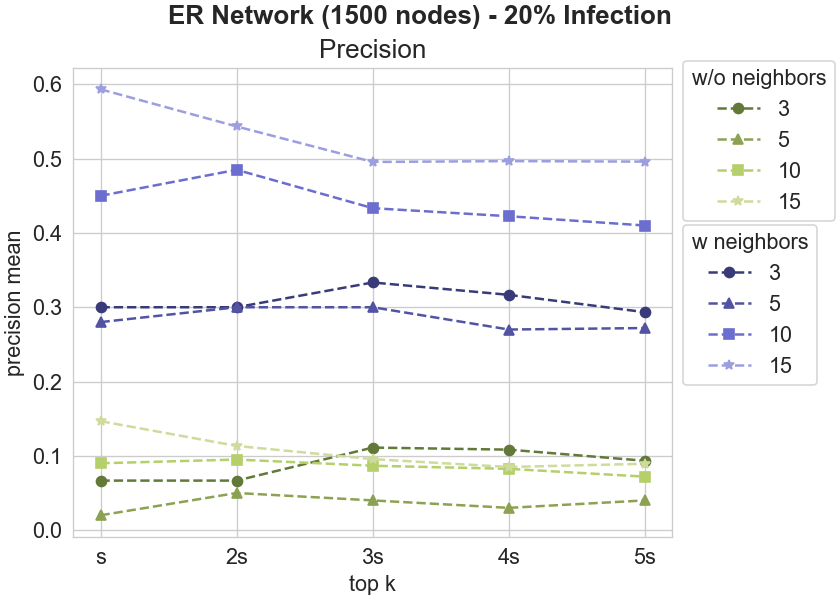 ER Network (1500 nodes) - 20% Infection
Precision
0.6
0.5
0.4
0.3
0.2
0.1
0.0
precision mean
s
2s
3s
4s
5s
top k
w/o neighbors
3
5
10
15
w neighbors
3
5
10
15